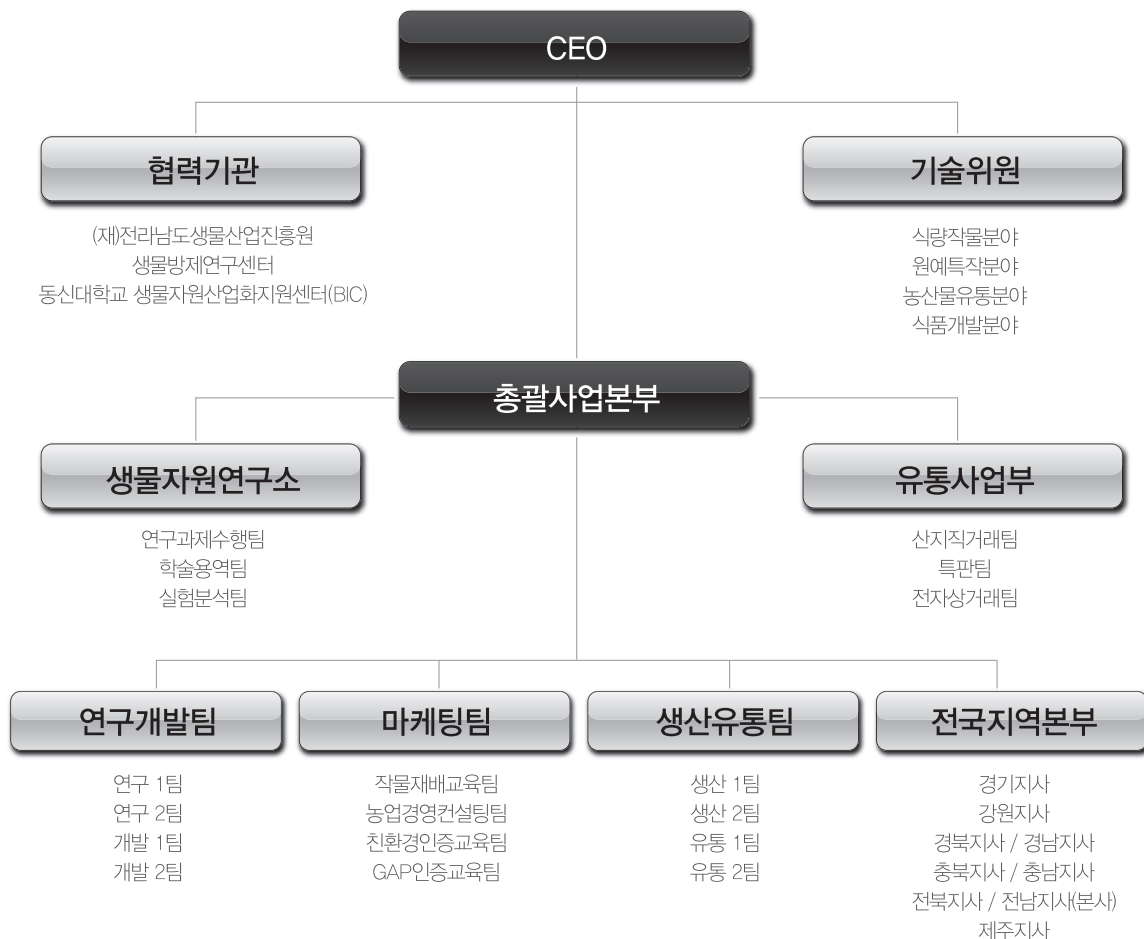 CEO
협력기관
(재)전라남도생물산업진흥원
생물방제연구센터
동신대학교 생물자원산업화지원센터(BIC)
기술위원
식량작물분야
원예특작분야
농산물유통분야
식품개발분야
총괄사업본부
생물자원연구소
연구과제수행팀
학술용역팀
실험분석팀
유통사업부
산지직거래팀
특판팀
전자상거래팀
연구개발팀
연구 1팀
연구 2팀
개발 1팀
개발 2팀
마케팅팀
작물재배교육팀
농업경영컨설팅팀
친환경인증교육팀
GAP인증교육팀
생산유통팀
생산 1팀
생산 2팀
유통 1팀
유통 2팀
전국지역본부
경기지사
강원지사
경북지사 / 경남지사
충북지사 / 충남지사
전북지사 / 전남지사(본사)
제주지사